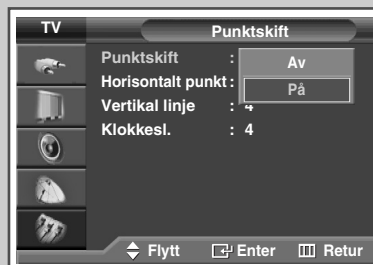 TV
Punktskift
Punktskift :
Av
Horisontalt punkt :
På
Vertikal linje : 4
Klokkesl. : 4
Flytt Enter Retur